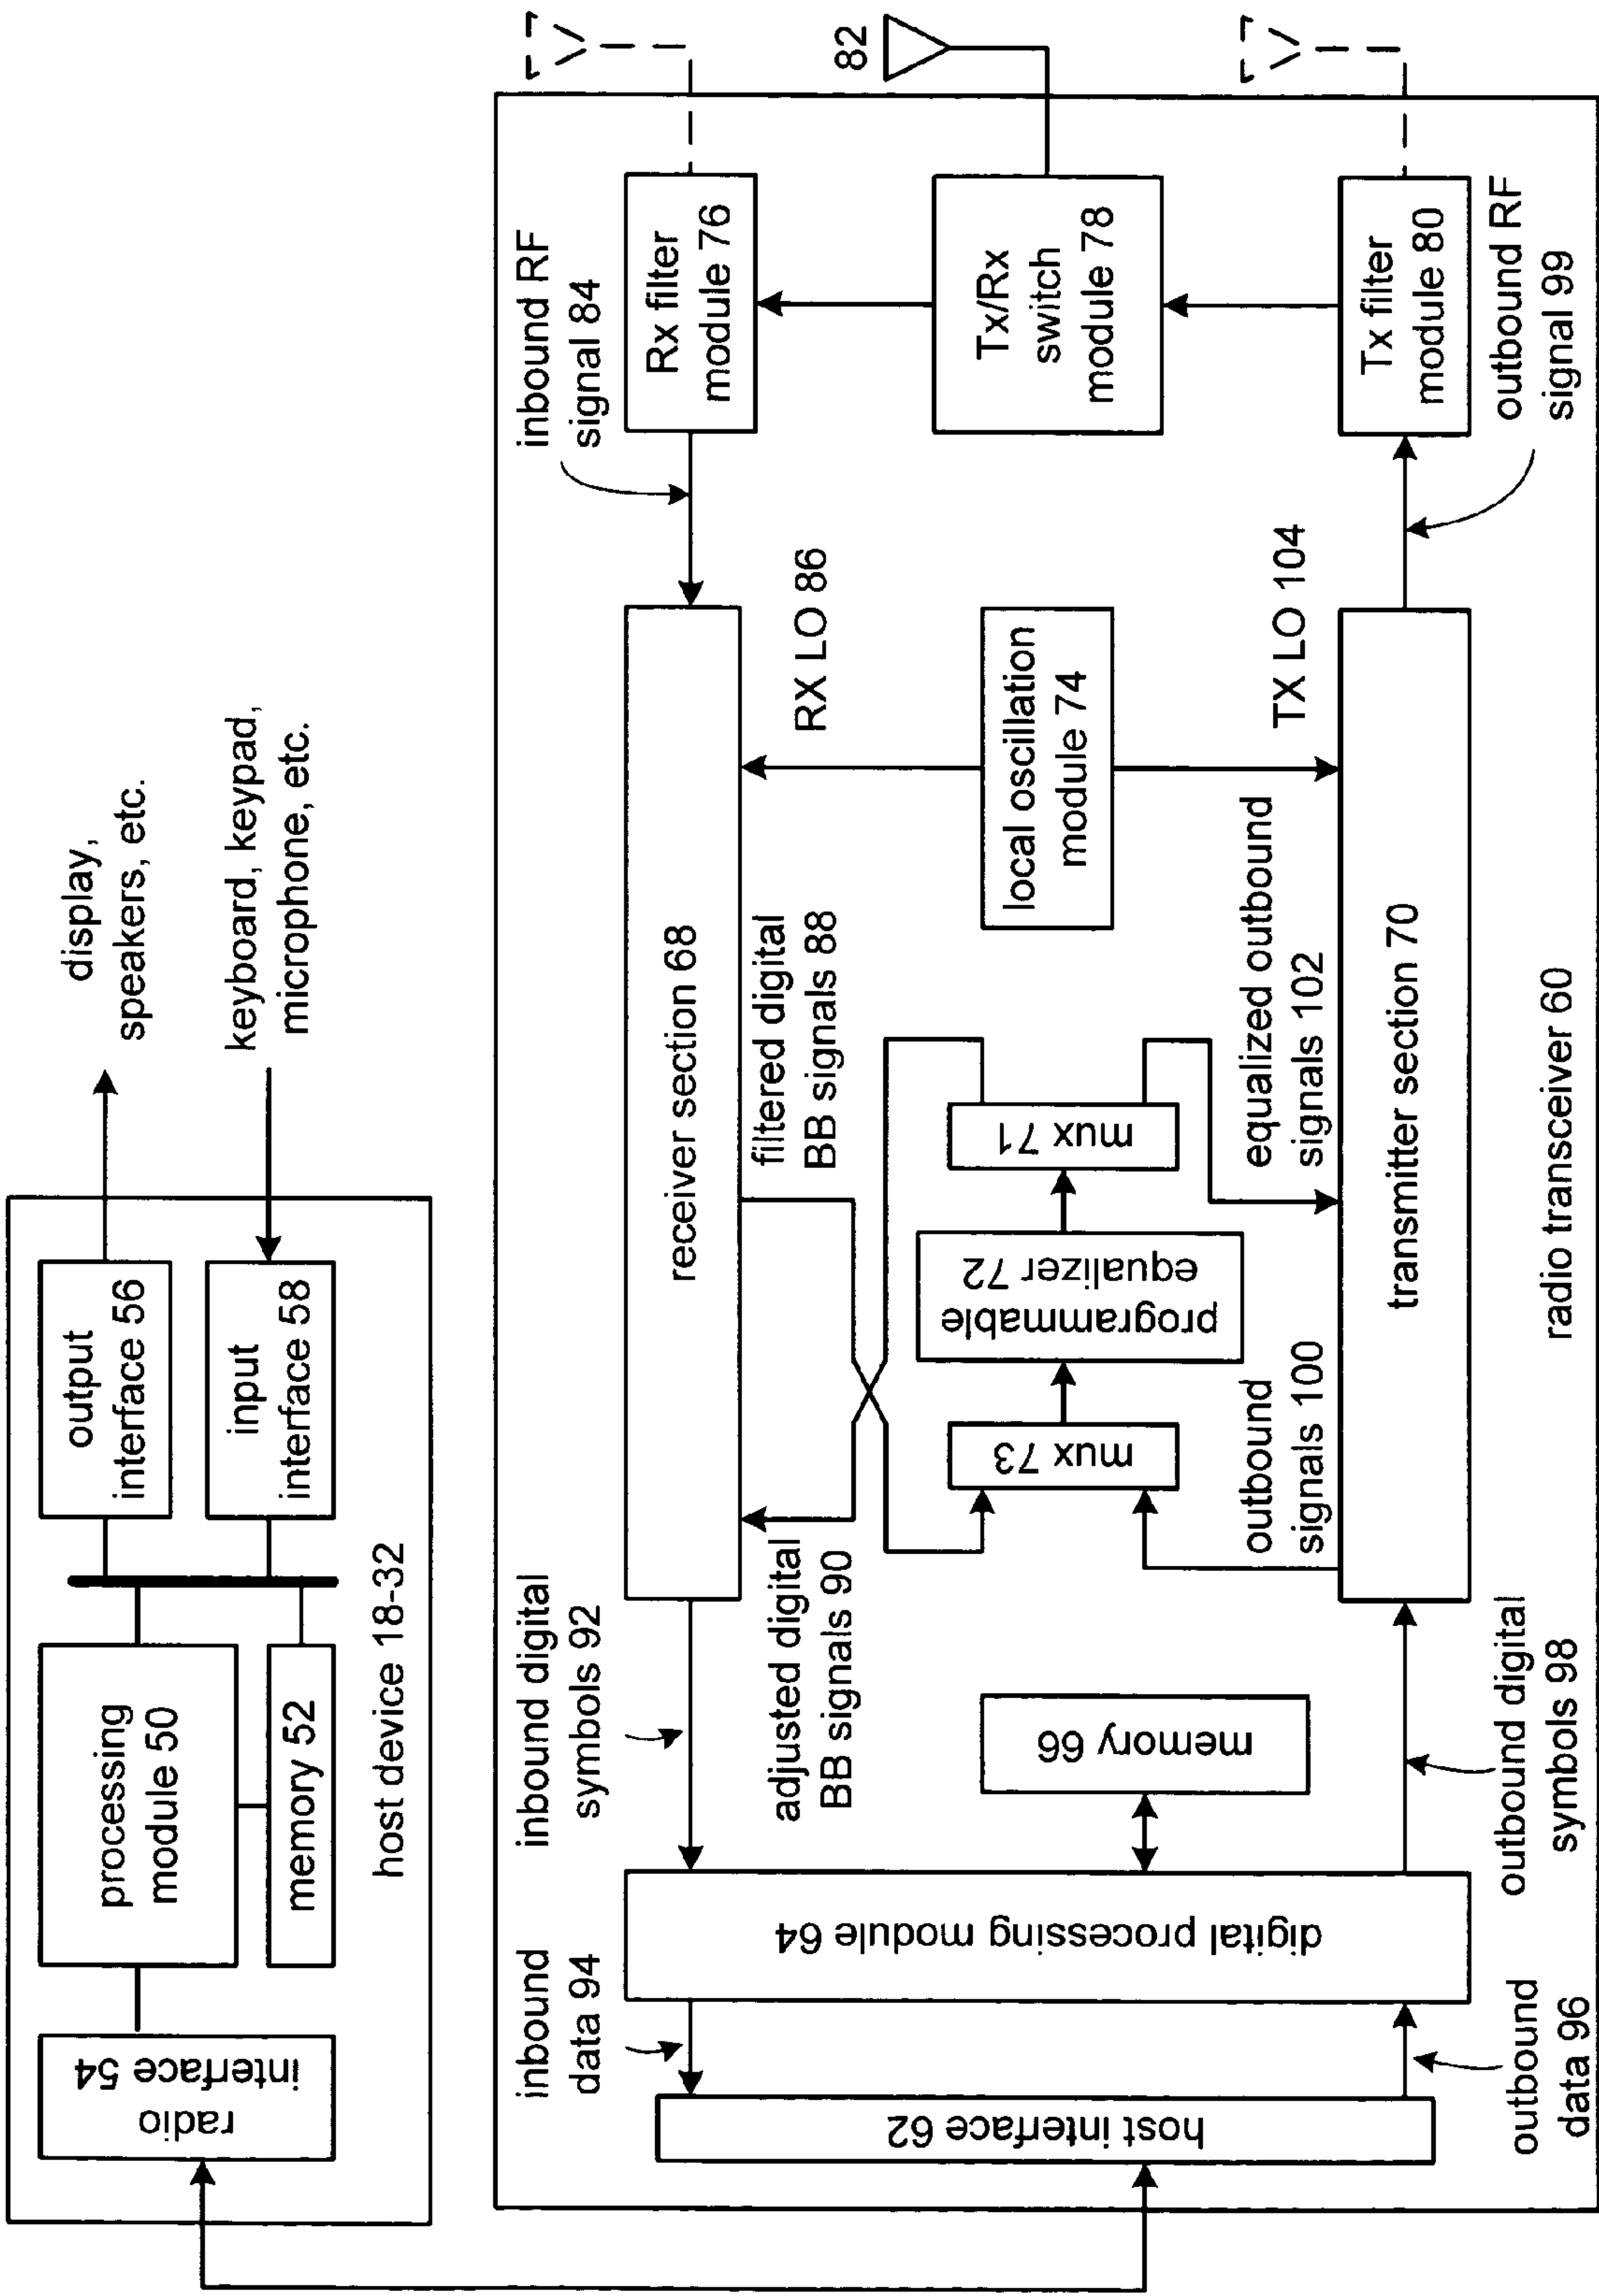 radio
interface 54
processing
module 50
memory 52
output
interface 56
input
interface 58
display,
speakers, etc.
keyboard, keypad,
microphone, etc.
host device 18-32
host interface 62
inbound
data 94
outbound
data 96
digital processing module 64
memory 66
inbound digital
symbols 92
outbound digital
symbols 98
adjusted digital
BB signals 90
receiver section 68
filtered digital
BB signals 88
mux 73
programmable
equalizer 72
mux 71
outbound
signals 100
equalized outbound
signals 102
transmitter section 70
RX LO 86
local oscillation
module 74
TX LO 104
inbound RF
signal 84
Rx filter
module 76
Tx/Rx
switch
module 78
Tx filter
module 80
outbound RF
signal 99
82
radio transceiver 60